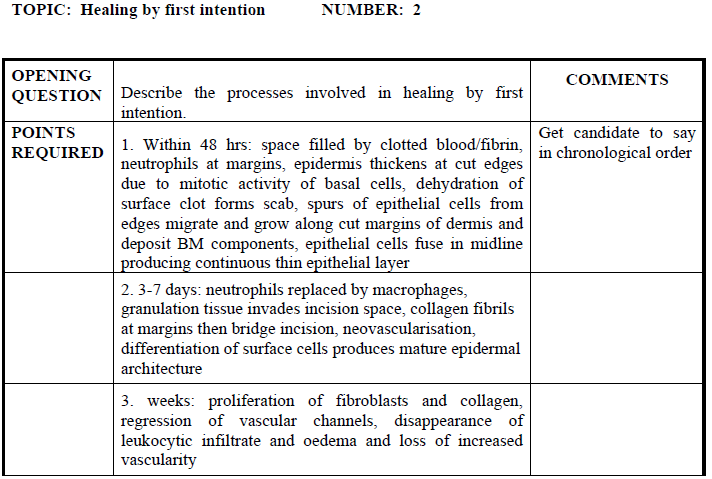 TOPIC: Healing by first intention NUMBER: 2
OPENING QUESTION
Describe the processes involved in healing by first
intention.
COMMENTS
POINTS
REQUIRED
1. Within 48 hrs: space filled by clotted blood/fibrin,
neutrophils at margins, epidermis thickens at cut edges
due to mitotic activity of basal cells, dehydration of
surface clot forms scab, spurs of epithelial cells from
edges migrate and grow along cut margins of dermis and
deposit BM components, epithelial cells fuse in midline
producing continuous thin epithelial layer
Get candidate to say
in chronological order
2. 3-7 days: neutrophils replaced by macrophages,
granulation tissue invades incision space, collagen fibrils
at margins then bridge incision, neovascularisation,
differentiation of surface cells produces mature epidermal
architecture
3. weeks: proliferation of fibroblasts and collagen,
regression of vascular channels, disappearance of
leukocytic infiltrate and oedema and loss of increased
vascularity